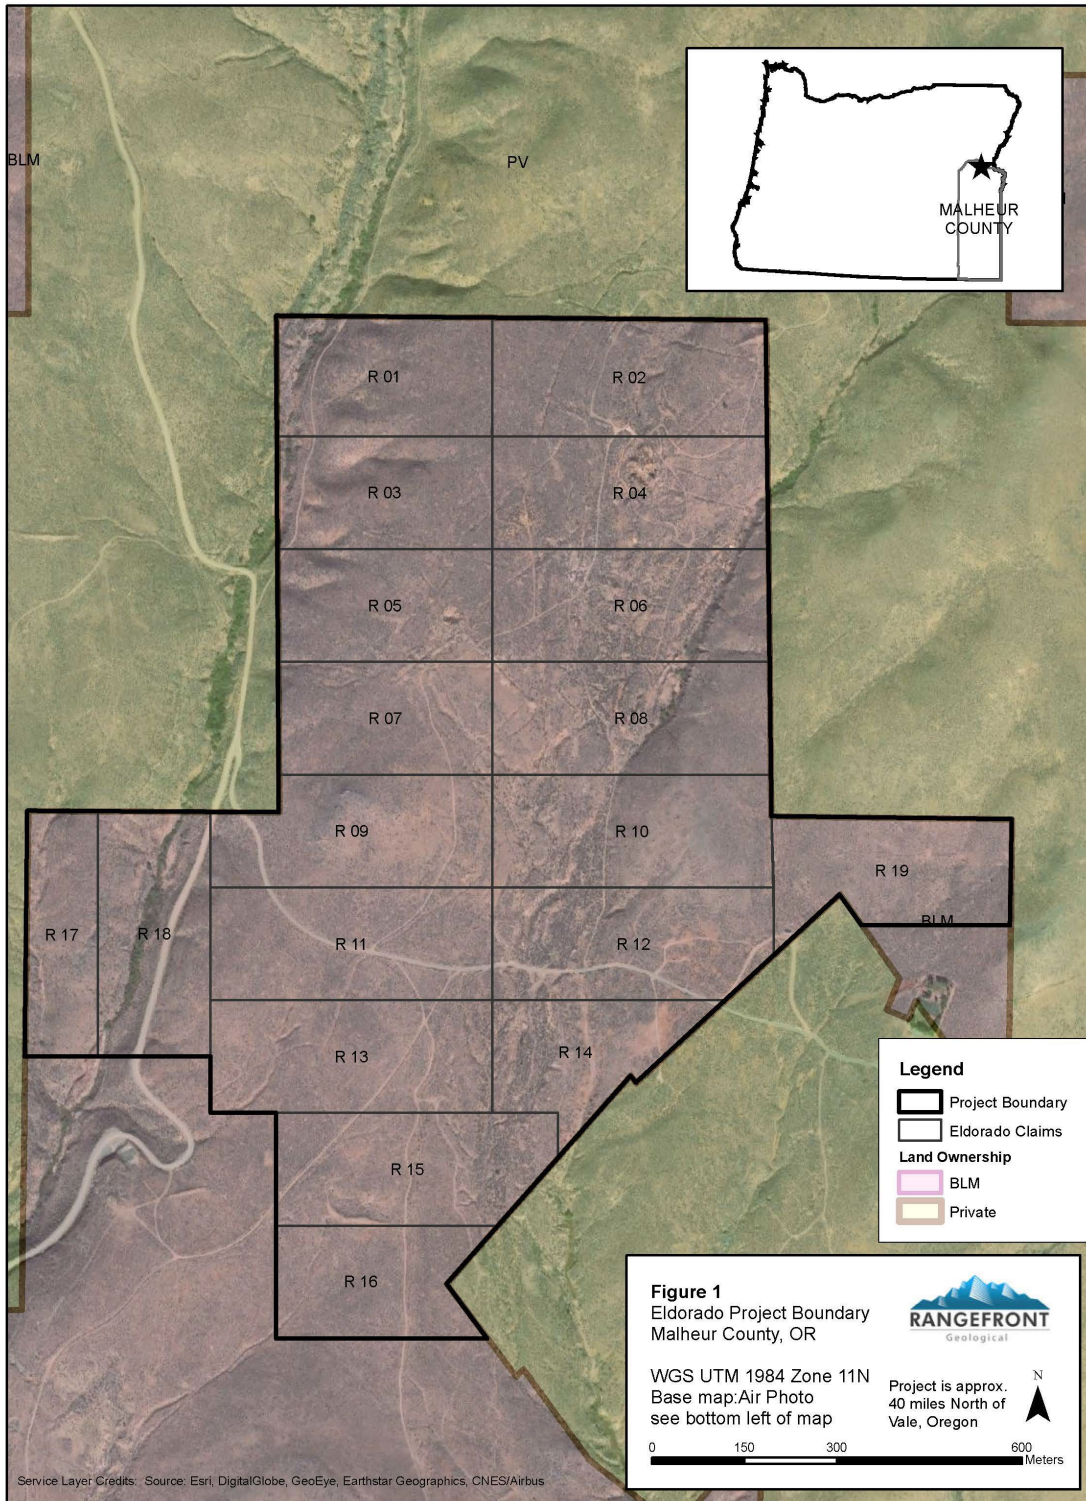 BLM
PV
MALHEUR
COUNTY
R 01
R 02
R 03
R 04
R 05
R 06
R 07
R 08
R 09
R 10
R 19
BLM
R 17
R 18
R 11
R 12
R 13
R 14
R 15
R 16
Legend
Project Boundary
Eldorado Claims
Land Ownership
BLM
Private
Figure 1
Eldorado Project Boundary
Malheur County, OR
RANGEFRONT
Geological
WGS UTM 1984 Zone 11N
Base map:Air Photo
see bottom left of map
Project is approx.
40 miles North of
Vale, Oregon
N
0 150 300 600
Meters
Service Layer Credits: Source: Esri, DigitalGlobe, GeoEye, Earthstar Geographics, CNES/Airbus